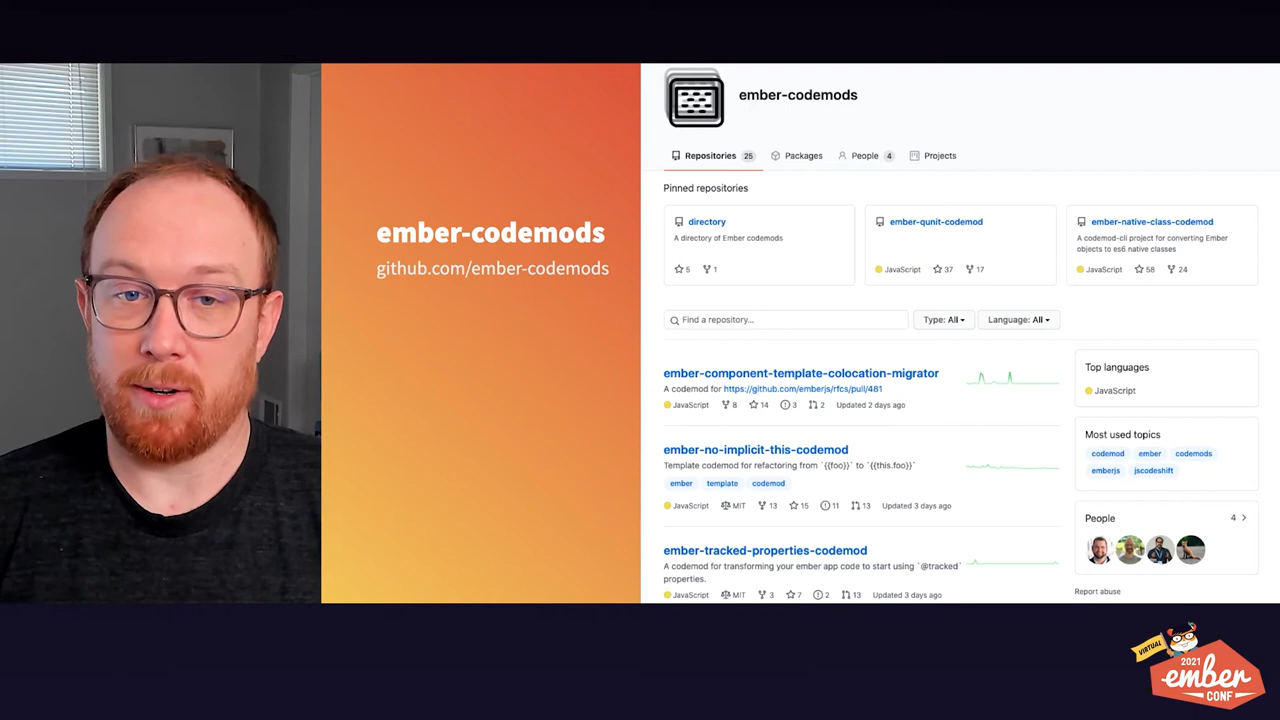 ember-codemods
github.com/ember-codemods
ember-codemods
Repositories 25 Packages People 4 Projects
Pinned repositories
directory
A directory of Ember codemods
5 1
ember-qunit-codemod
JavaScript 37 17
ember-native-class-codemod
A codemod-cli project for converting Ember
objects to es6 native classes
JavaScript 58 24
Find a repository...
Type: All
Language: All
ember-component-template-colocation-migrator
A codemod for https://github.com/emberjs/rfcs/pull/481
JavaScript 8 14 3 2 Updated 2 days ago
ember-no-implicit-this-codemod
Template codemod for refactoring from `{{foo}}` to `{{this.foo}}`
ember template codemod
JavaScript MIT 13 15 11 13 Updated 3 days ago
ember-tracked-properties-codemod
A codemod for transforming your ember app code to start using `@tracked`
properties.
JavaScript MIT 3 7 2 13 Updated 3 days ago
Top languages
JavaScript
Most used topics
codemod ember codemods
emberjs jscodeshift
People 4
Report abuse
VIRTUAL
2021
ember
CONF